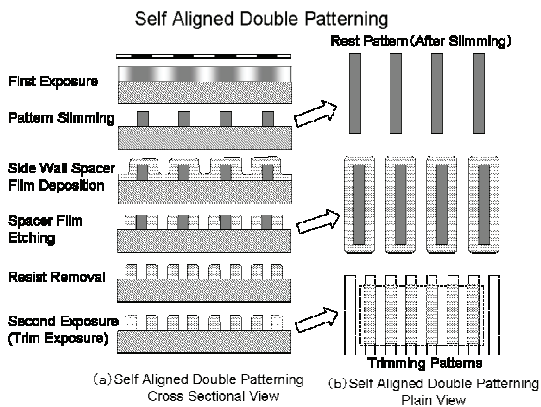 Self Aligned Double Patterning
Rest Pattern(After Slimming)
First Exposure
Pattern Slimming
Side Wall Spacer
Film Deposition
Spacer Film
Etching
Resist Removal
Second Exposure
(Trim Exposure)
Trimming Patterns
(a)Self Aligned Double Patterning
Cross Sectional View
(b)Self Aligned Double Patterning
Plain View